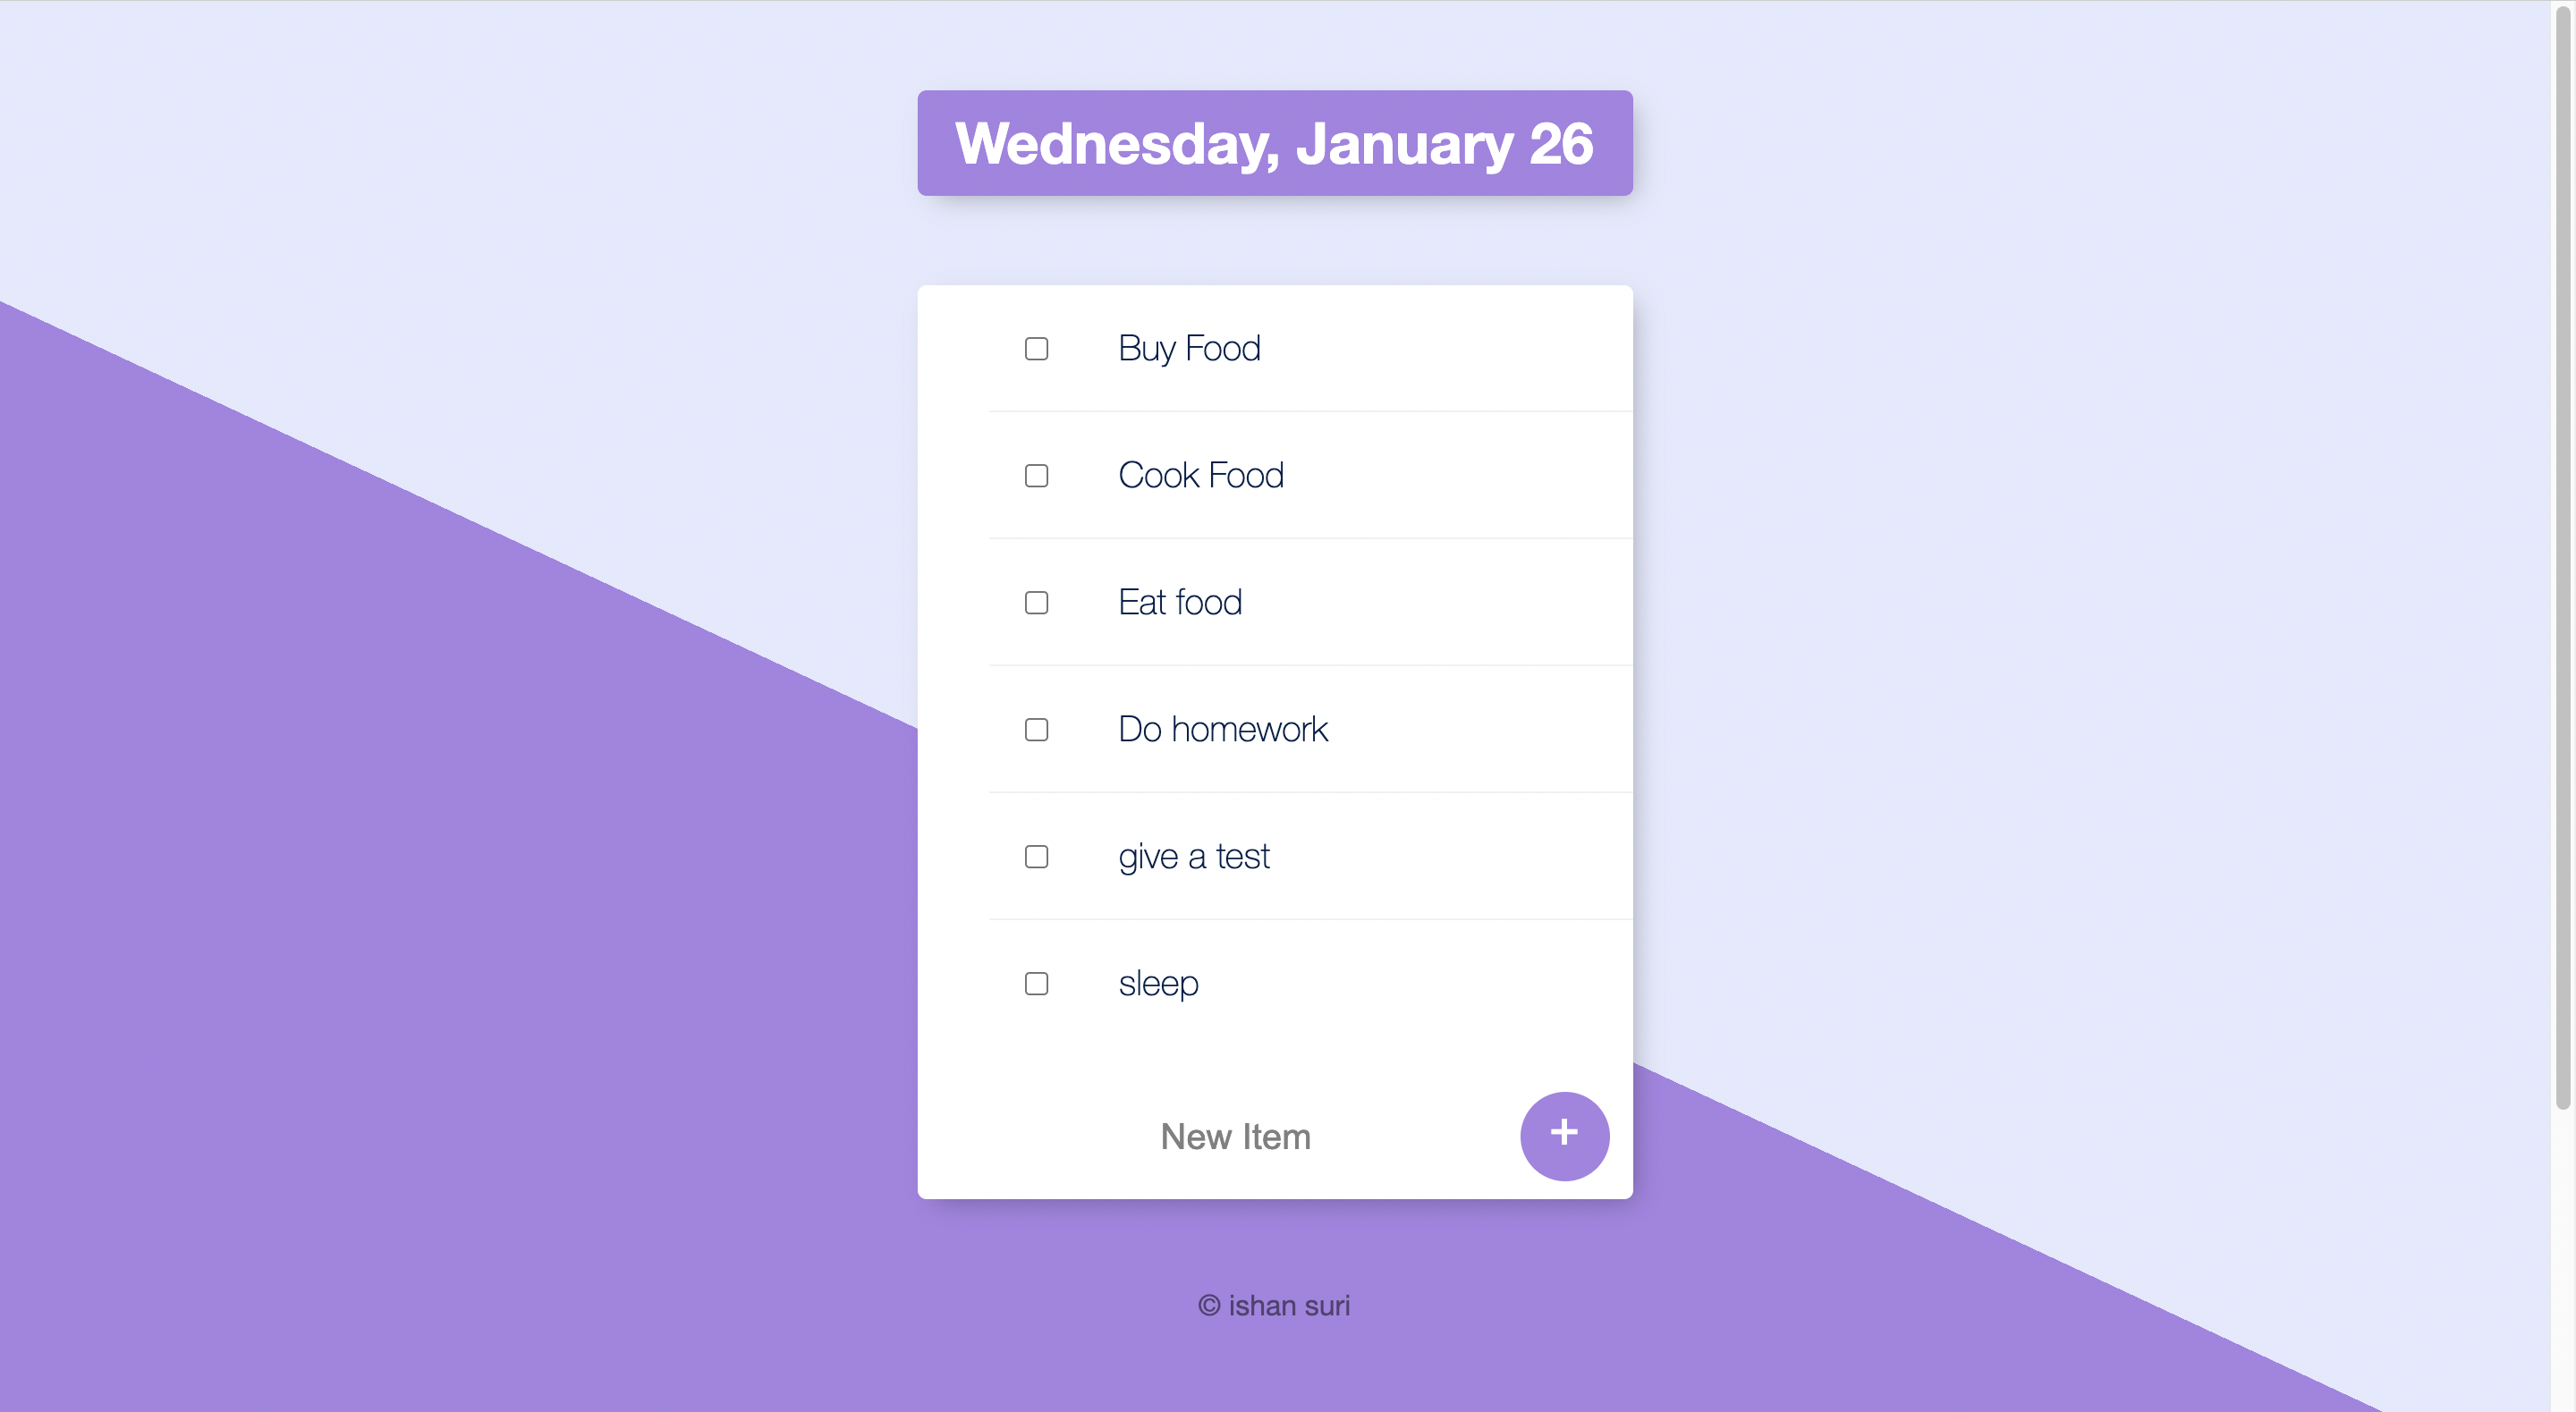 Wednesday, January 26
Buy Food
Cook Food
Eat food
Do homework
give a test
sleep
New Item
+
© ishan suri